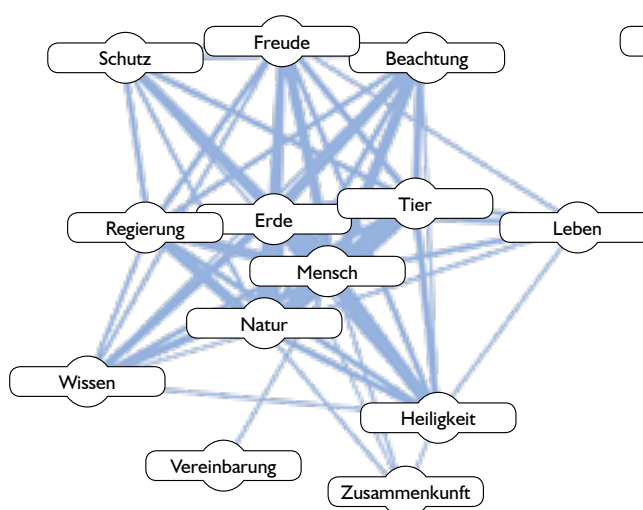 Freude
Schutz
Beachtung
Tier
Erde
Regierung
Leben
Mensch
Natur
Wissen
Heiligkeit
Vereinbarung
Zusammenkunft